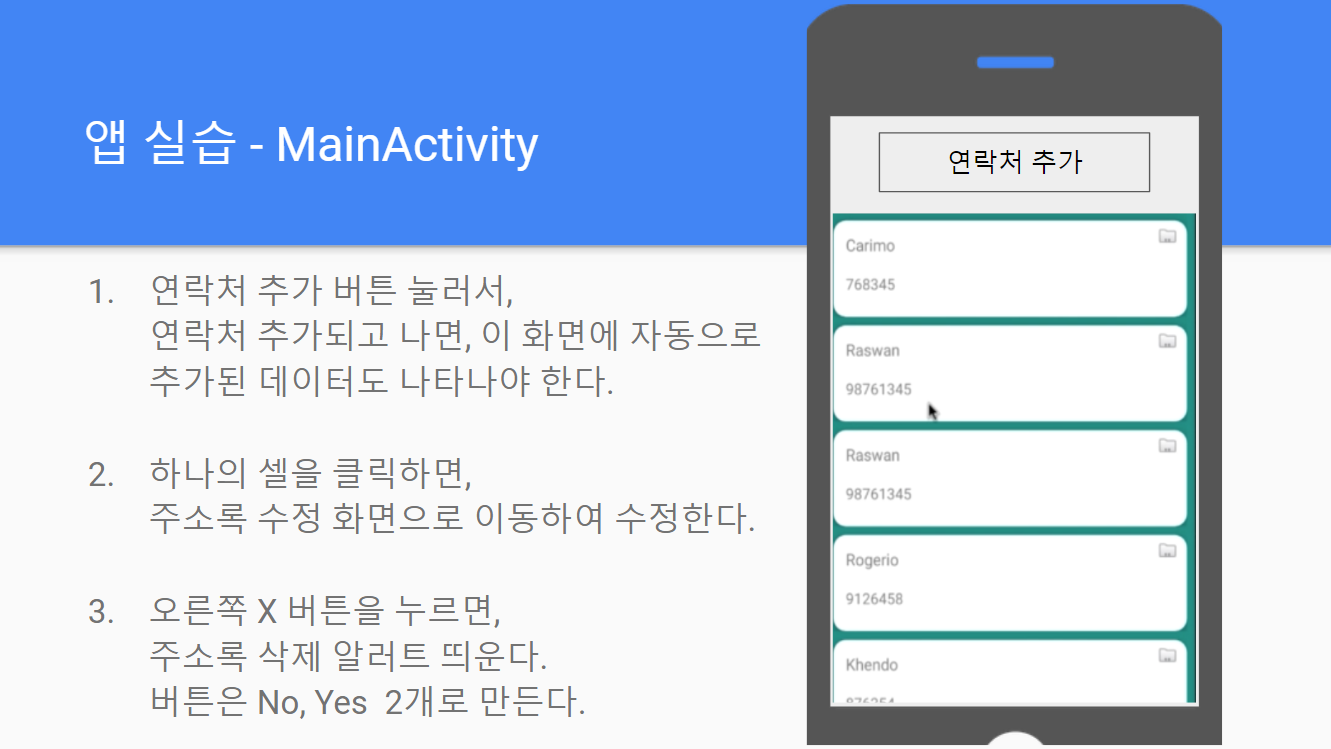 앱 실습 - MainActivity
1. 연락처 추가 버튼 눌러서,
연락처 추가되고 나면, 이 화면에 자동으로
추가된 데이터도 나타나야 한다.
2. 하나의 셀을 클릭하면,
주소록 수정 화면으로 이동하여 수정한다.
3. 오른쪽 X 버튼을 누르면,
주소록 삭제 알러트 띄운다.
버튼은 No, Yes 2개로 만든다.
연락처 추가
Carimo
768345
Raswan
98761345
Raswan
98761345
Rogerio
9126458
Khendo